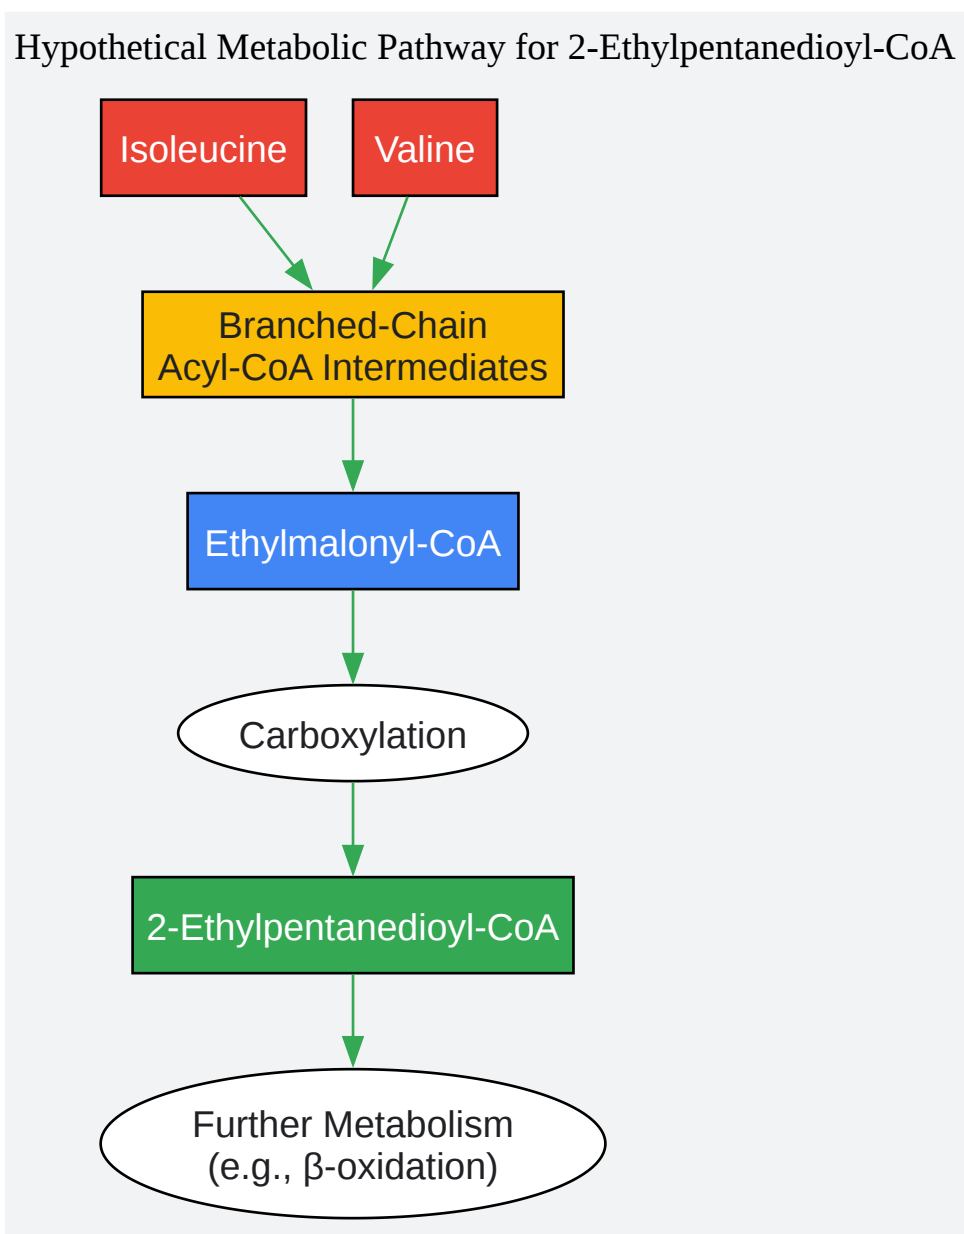 Hypothetical Metabolic Pathway for 2-Ethylpentanedioyl-CoA
Isoleucine
Valine
Branched-Chain
Acyl-CoA Intermediates
Ethylmalonyl-CoA
Carboxylation
2-Ethylpentanedioyl-CoA
Further Metabolism
(e.g., β-oxidation)